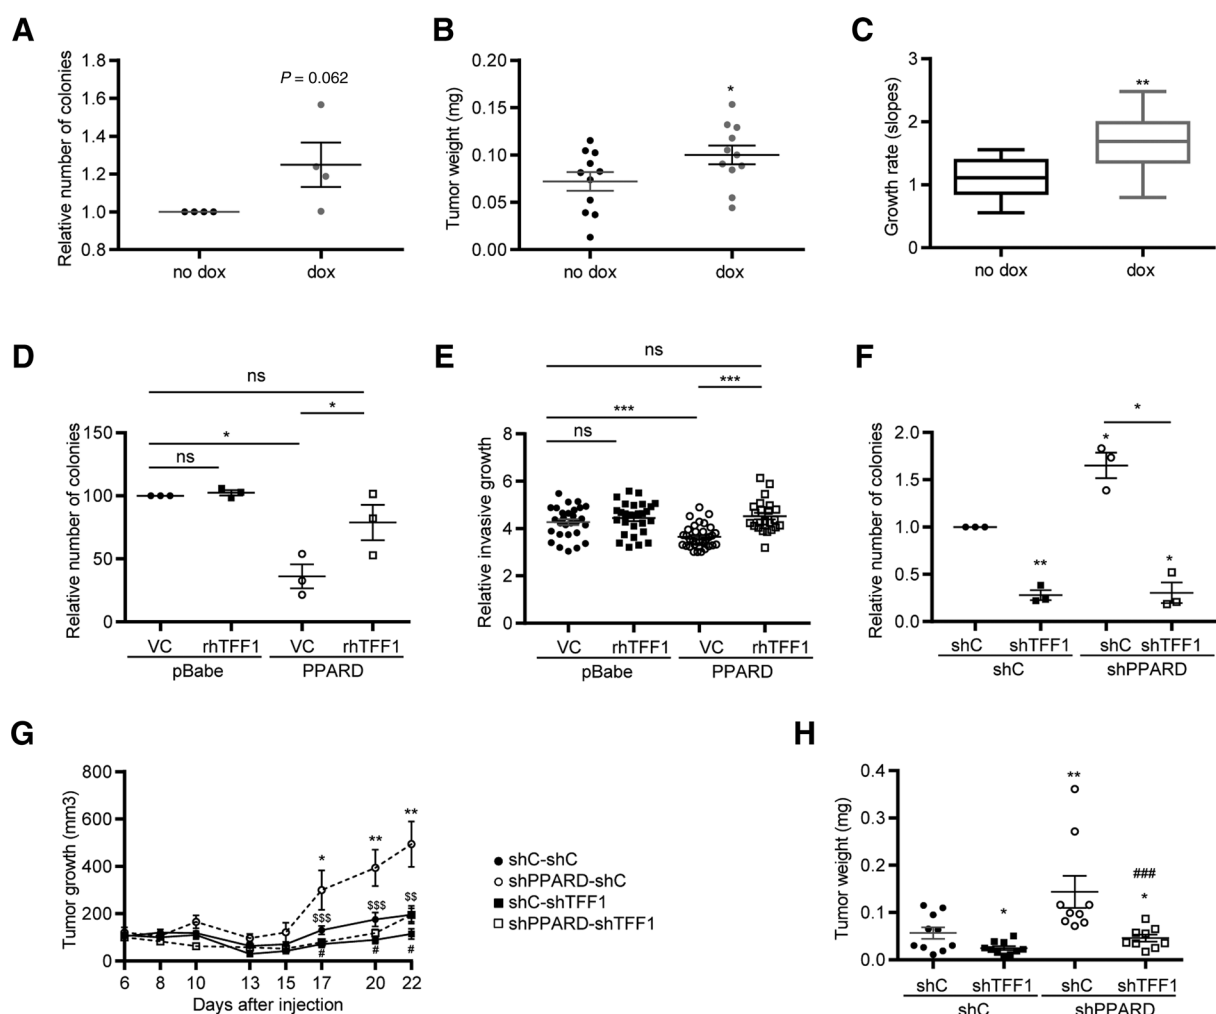 A
Relative number of colonies
1.8
1.6
1.4
1.2
1.0
0.8
P = 0.062
no dox
dox
B
Tumor weight (mg)
0.20
0.15
0.10
0.05
0.00
*
no dox
dox
C
Growth rate (slopes)
3
2
1
0
**
no dox
dox
D
Relative number of colonies
150
100
50
0
ns
*
*
ns
VC
rhTFF1
VC
rhTFF1
pBabe
PPARD
E
Relative invasive growth
8
6
4
2
0
ns
***
***
ns
VC
rhTFF1
VC
rhTFF1
pBabe
PPARD
F
Relative number of colonies
2.0
1.5
1.0
0.5
0.0
*
*
**
*
shC
shTFF1
shC
shTFF1
shC
shPPARD
G
Tumor growth (mm3)
800
600
400
200
0
*
**
**
$$$
$$$
$$
#
#
#
6
8
10
13
15
17
20
22
Days after injection
shC-shC
shPPARD-shC
shC-shTFF1
shPPARD-shTFF1
H
Tumor weight (mg)
0.4
0.3
0.2
0.1
0.0
*
**
###
*
shC
shTFF1
shC
shTFF1
shC
shPPARD